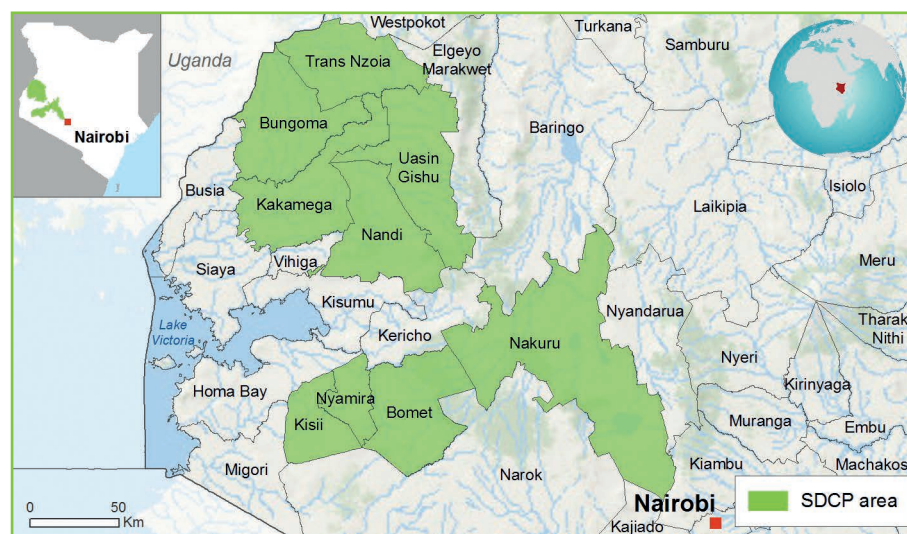 Nairobi
Uganda
Westpokot
Turkana
Samburu
Elgeyo
Marakwet
Trans Nzoia
Baringo
Bungoma
Uasin
Gishu
Busia
Isiolo
Kakamega
Laikipia
Nandi
Siaya
Vihiga
Meru
Kisumu
Lake
Victoria
Nyandarua
Tharak
Nithi
Kericho
Nakuru
Nyeri
Homa Bay
Nyamira
Bomet
Kirinyaga
Kisii
Muranga
Embu
Migori
Narok
Kiambu
Machakos
0 50
Km
Nairobi
SDCP area
Kajiado